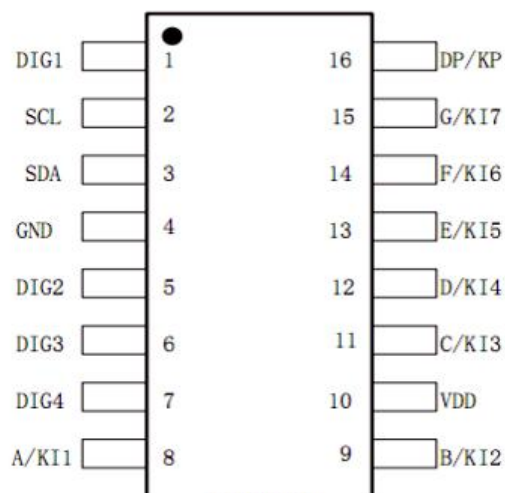 DIG1 1 16 DP/KP
SCL 2 15 G/KI7
SDA 3 14 F/KI6
GND 4 13 E/KI5
DIG2 5 12 D/KI4
DIG3 6 11 C/KI3
DIG4 7 10 VDD
A/KI1 8 9 B/KI2